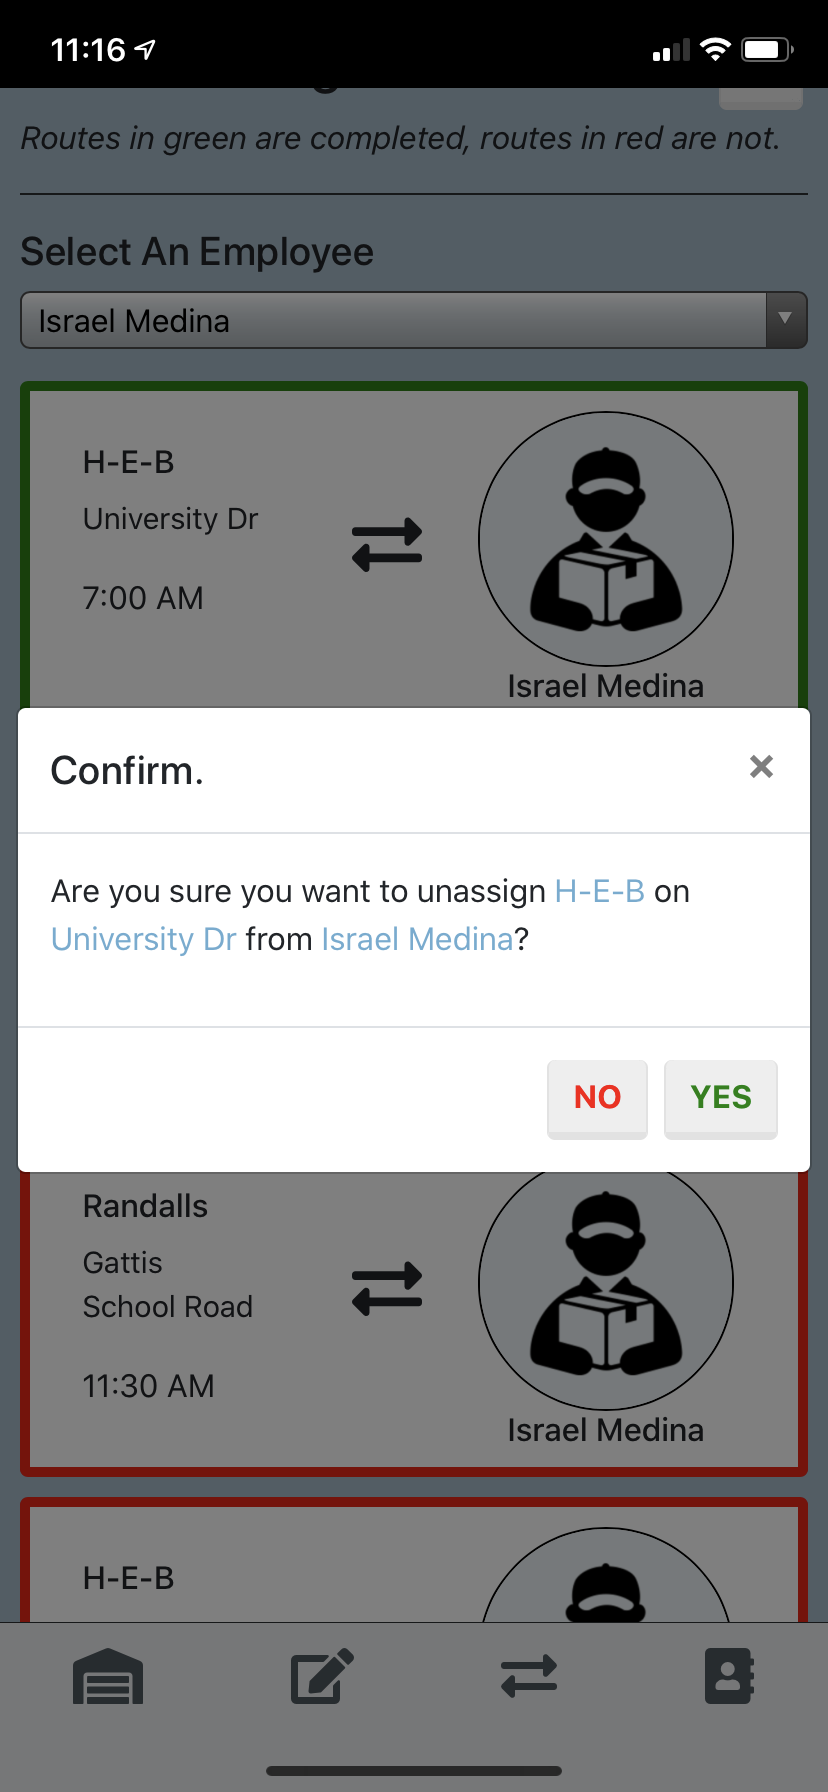 11:16
Routes in green are completed, routes in red are not.
Select An Employee
Israel Medina
H-E-B
University Dr
7:00 AM
Israel Medina
Confirm.
×
Are you sure you want to unassign H-E-B on
University Dr from Israel Medina?
NO YES
Randalls
Gattis
School Road
11:30 AM
Israel Medina
H-E-B